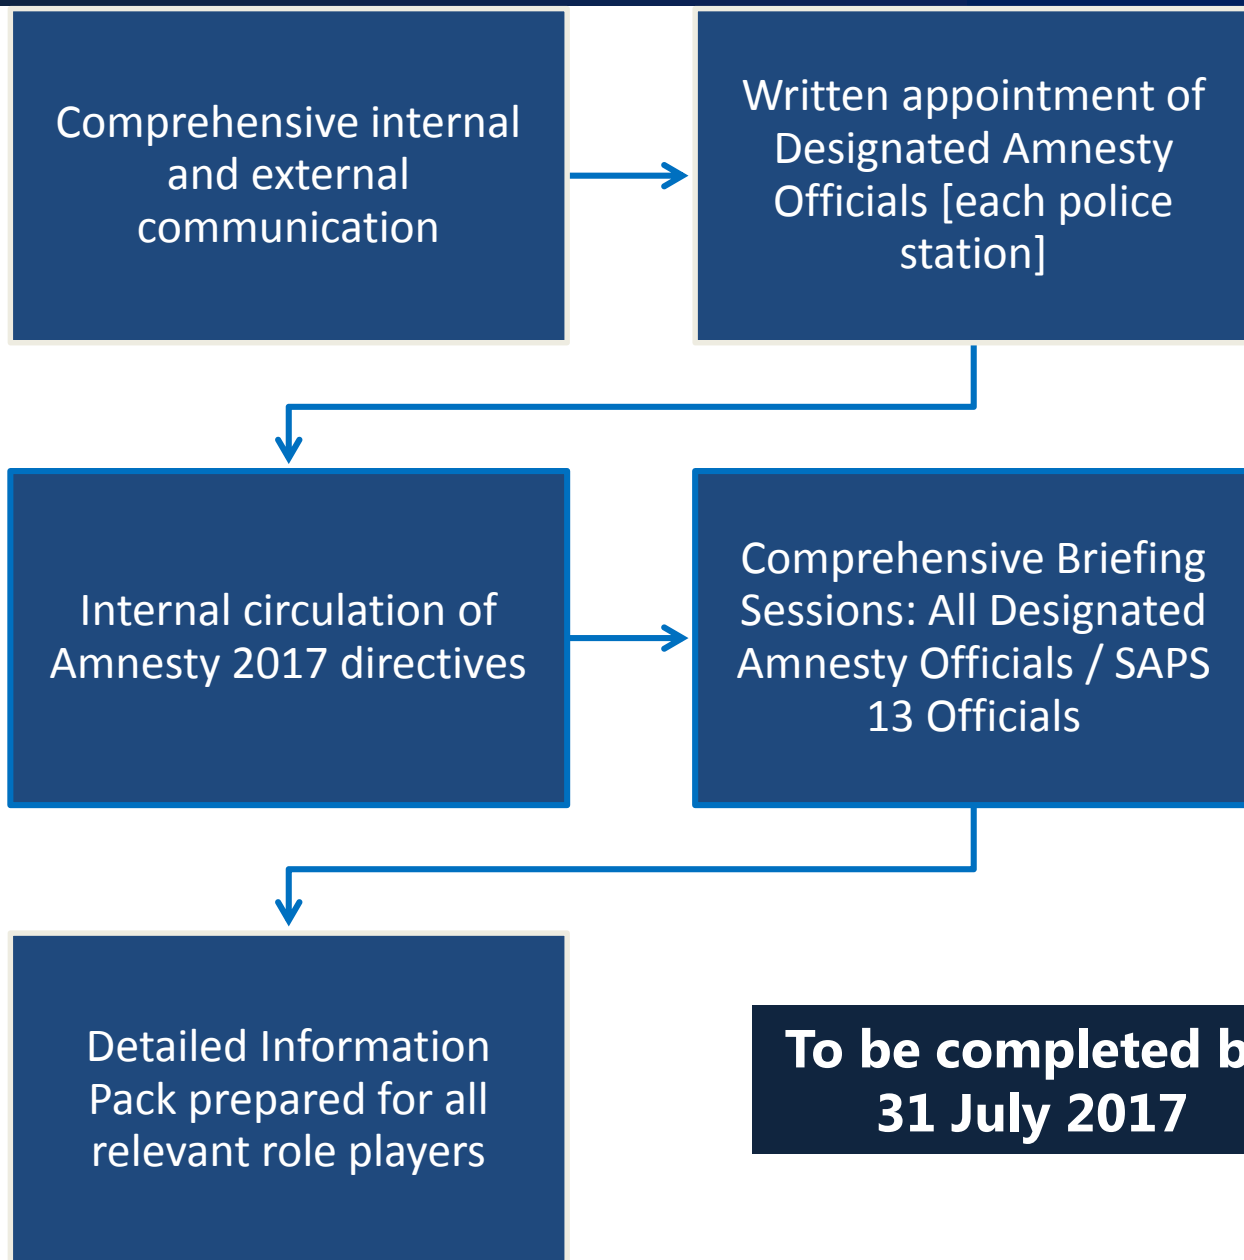 Comprehensive internal
and external
communication
Written appointment of
Designated Amnesty
Officials [each police
station]
Internal circulation of
Amnesty 2017 directives
Comprehensive Briefing
Sessions: All Designated
Amnesty Officials / SAPS
13 Officials
Detailed Information
Pack prepared for all
relevant role players
To be completed b
31 July 2017